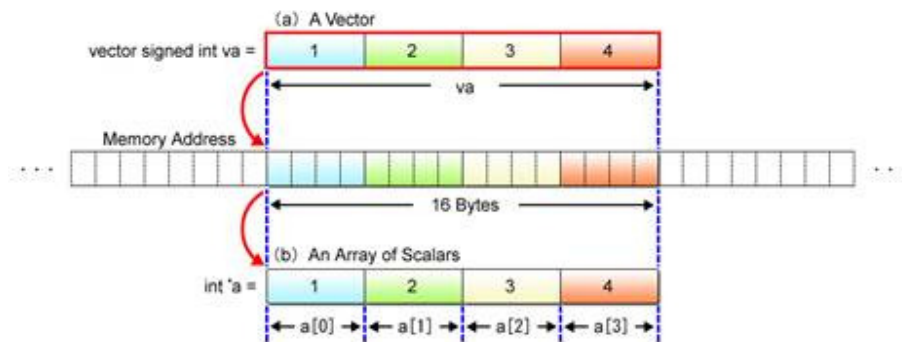 (a) A Vector
vector signed int va = 1 2 3 4
va
Memory Address
... ..
16 Bytes
(b) An Array of Scalars
int *a = 1 2 3 4
a[0] a[1] a[2] a[3]